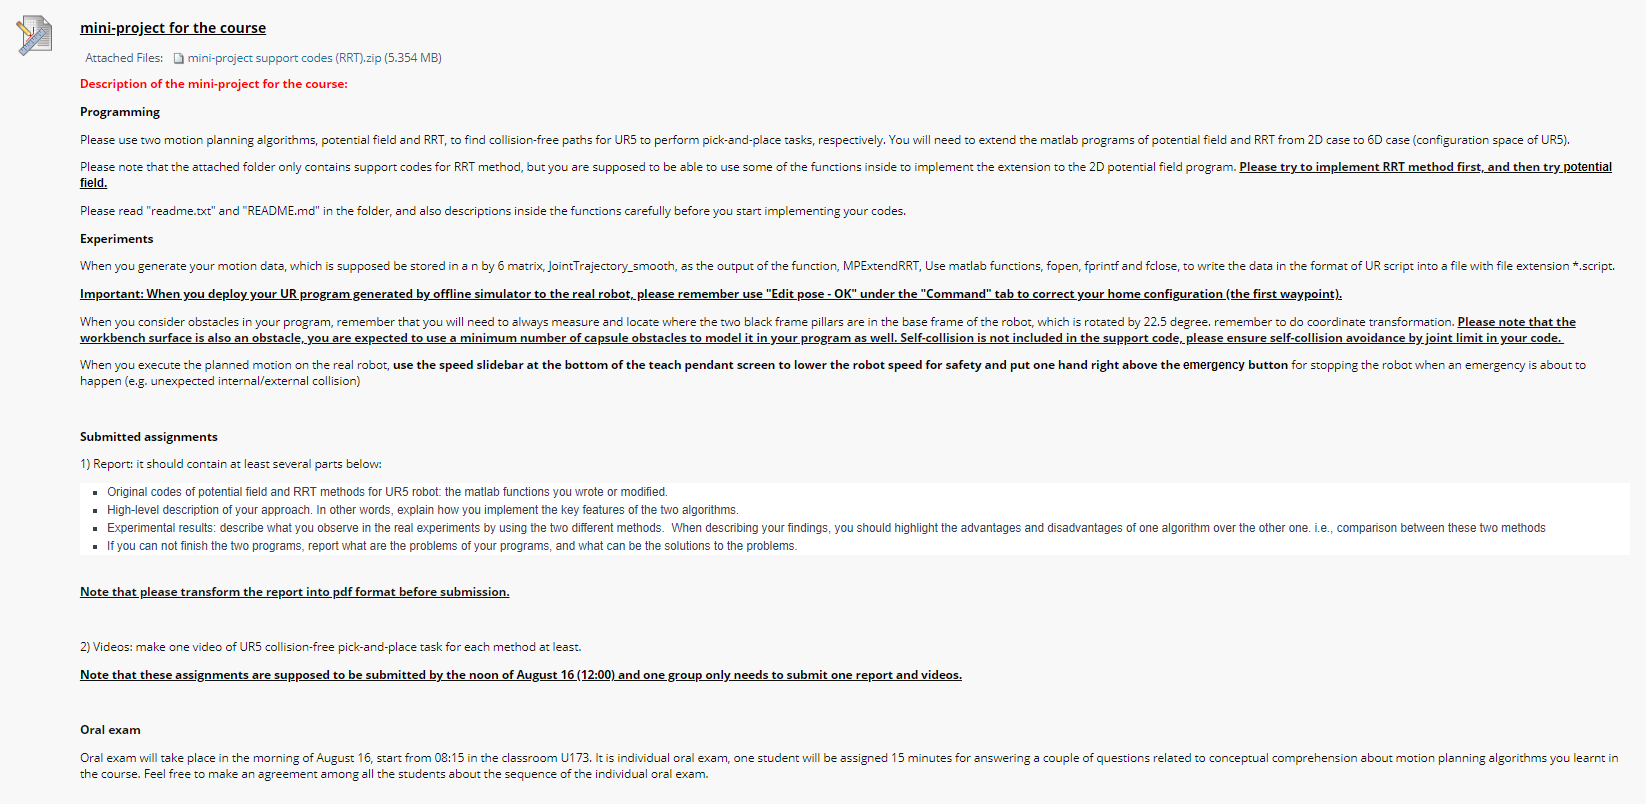 mini-project for the course
Attached Files: mini-project support codes (RRT).zip (5.354 MB)
Description of the mini-project for the course:
Programming
Please use two motion planning algorithms, potential field and RRT, to find collision-free paths for UR5 to perform pick-and-place tasks, respectively. You will need to extend the matlab programs of potential field and RRT from 2D case to 6D case (configuration space of UR5).
Please note that the attached folder only contains support codes for RRT method, but you are supposed to be able to use some of the functions inside to implement the extension to the 2D potential field program. Please try to implement RRT method first, and then try potential
field.
Please read "readme.txt" and "README.md" in the folder, and also descriptions inside the functions carefully before you start implementing your codes.
Experiments
When you generate your motion data, which is supposed be stored in a n by 6 matrix, JointTrajectory_smooth, as the output of the function, MPExtendRRT, Use matlab functions, fopen, fprintf and fclose, to write the data in the format of UR script into a file with file extension *.script.
Important: When you deploy your UR program generated by offline simulator to the real robot, please remember use "Edit pose - OK" under the "Command" tab to correct your home configuration (the first waypoint).
When you consider obstacles in your program, remember that you will need to always measure and locate where the two black frame pillars are in the base frame of the robot, which is rotated by 22.5 degree. remember to do coordinate transformation. Please note that the
workbench surface is also an obstacle, you are expected to use a minimum number of capsule obstacles to model it in your program as well. Self-collision is not included in the support code, please ensure self-collision avoidance by joint limit in your code.
When you execute the planned motion on the real robot, use the speed slidebar at the bottom of the teach pendant screen to lower the robot speed for safety and put one hand right above the emergency button for stopping the robot when an emergency is about to
happen (e.g. unexpected internal/external collision)
Submitted assignments
1) Report: it should contain at least several parts below:
▪ Original codes of potential field and RRT methods for UR5 robot: the matlab functions you wrote or modified.
▪ High-level description of your approach. In other words, explain how you implement the key features of the two algorithms.
▪ Experimental results: describe what you observe in the real experiments by using the two different methods. When describing your findings, you should highlight the advantages and disadvantages of one algorithm over the other one. i.e., comparison between these two methods
▪ If you can not finish the two programs, report what are the problems of your programs, and what can be the solutions to the problems.
Note that please transform the report into pdf format before submission.
2) Videos: make one video of UR5 collision-free pick-and-place task for each method at least.
Note that these assignments are supposed to be submitted by the noon of August 16 (12:00) and one group only needs to submit one report and videos.
Oral exam
Oral exam will take place in the morning of August 16, start from 08:15 in the classroom U173. It is individual oral exam, one student will be assigned 15 minutes for answering a couple of questions related to conceptual comprehension about motion planning algorithms you learnt in
the course. Feel free to make an agreement among all the students about the sequence of the individual oral exam.